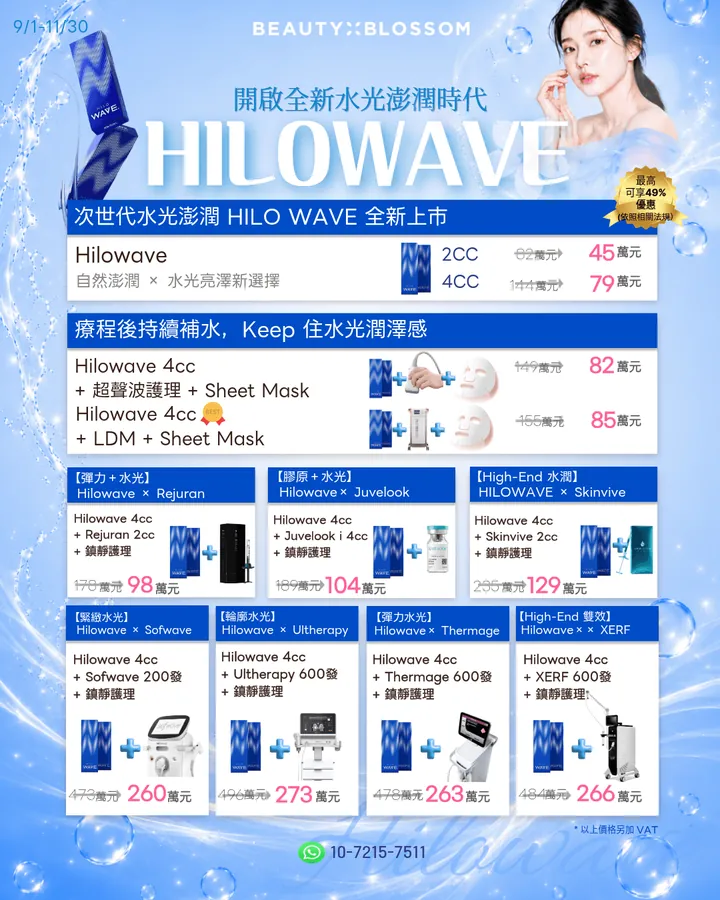 9/1-11/30
BEAUTY BLOSSOM
開啟全新水光澎潤時代
HILOWAVE
最高
可享49%
優惠
(依照相關法規)
次世代水光澎潤 HILO WAVE 全新上市
Hilowave
自然澎潤 × 水光亮澤新選擇
2CC 82萬元 45萬元
4CC 144萬元 79萬元
療程後持續補水, Keep 住水光潤澤感
Hilowave 4cc
+ 超聲波護理 + Sheet Mask
149萬元 82萬元
Hilowave 4cc BEST
+ LDM + Sheet Mask
155萬元 85萬元
【彈力+水光】
Hilowave × Rejuran
Hilowave 4cc
+ Rejuran 2cc
+ 鎮靜護理
178萬元 98萬元
【膠原+水光】
Hilowave × Juvelook
Hilowave 4cc
+ Juvelook i 4cc
+ 鎮靜護理
189萬元 104萬元
【High-End 水潤】
HILOWAVE × Skinvive
Hilowave 4cc
+ Skinvive 2cc
+ 鎮靜護理
235萬元 129萬元
【緊緻水光】
Hilowave × Sofwave
Hilowave 4cc
+ Sofwave 200發
+ 鎮靜護理
473萬元 260萬元
【輪廓水光】
Hilowave × Ultherapy
Hilowave 4cc
+ Ultherapy 600發
+ 鎮靜護理
496萬元 273萬元
【彈力水光】
Hilowave × Thermage
Hilowave 4cc
+ Thermage 600發
+ 鎮靜護理
478萬元 263萬元
【High-End 雙效】
Hilowave × × XERF
Hilowave 4cc
+ XERF 600發
+ 鎮靜護理
484萬元 266萬元
* 以上價格另加 VAT
10-7215-7511